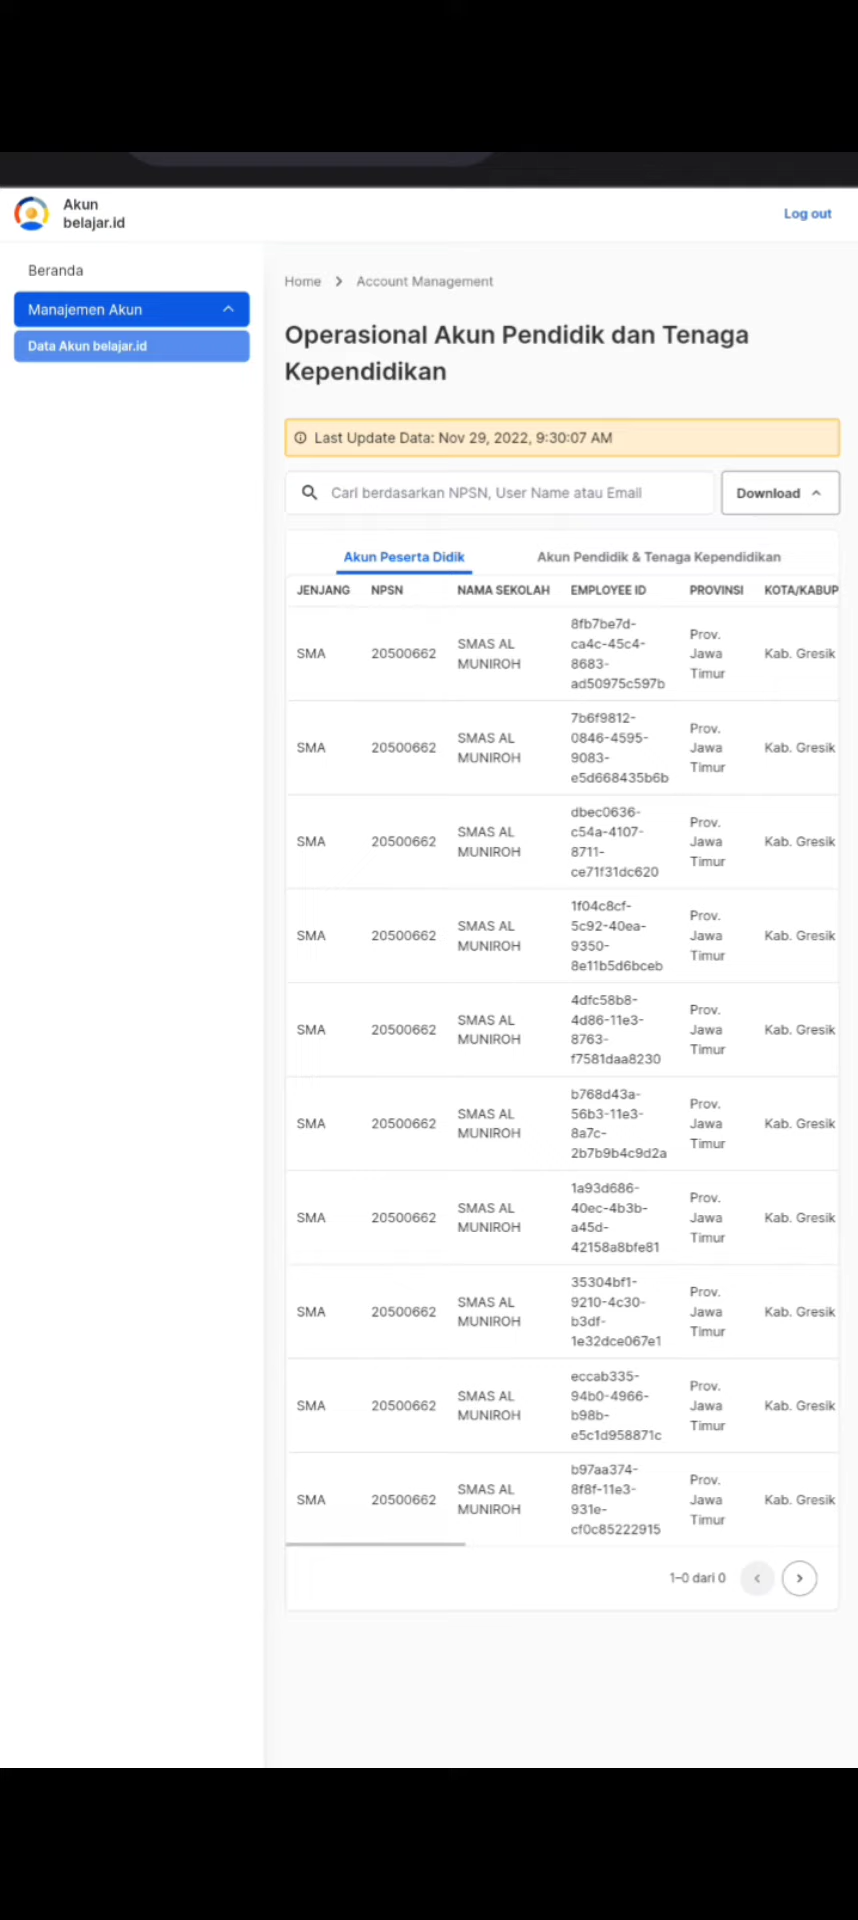 Akun
belajar.id
Log out
Beranda
Manajemen Akun
Data Akun belajar.id
Home > Account Management
Operasional Akun Pendidik dan Tenaga
Kependidikan
Last Update Data: Nov 29, 2022, 9:30:07 AM
Cari berdasarkan NPSN, User Name atau Email
Download
Akun Peserta Didik
Akun Pendidik & Tenaga Kependidikan
JENJANG NPSN NAMA SEKOLAH EMPLOYEE ID PROVINSI KOTA/KABUP
8fb7be7d-
ca4c-45c4-
8683-
ad50975c597b
SMA 20500662 SMAS AL
MUNIROH
Prov.
Jawa
Timur
Kab. Gresik
7b6f9812-
0846-4595-
9083-
e5d668435b6b
SMA 20500662 SMAS AL
MUNIROH
Prov.
Jawa
Timur
Kab. Gresik
dbec0636-
c54a-4107-
8711-
ce71f31dc620
SMA 20500662 SMAS AL
MUNIROH
Prov.
Jawa
Timur
Kab. Gresik
1f04c8cf-
5c92-40ea-
9350-
8e11b5d6bceb
SMA 20500662 SMAS AL
MUNIROH
Prov.
Jawa
Timur
Kab. Gresik
4dfc58b8-
4d86-11e3-
8763-
f7581daa8230
SMA 20500662 SMAS AL
MUNIROH
Prov.
Jawa
Timur
Kab. Gresik
b768d43a-
56b3-11e3-
8a7c-
2b7b9b4c9d2a
SMA 20500662 SMAS AL
MUNIROH
Prov.
Jawa
Timur
Kab. Gresik
1a93d686-
40ec-4b3b-
a45d-
42158a8bfe81
SMA 20500662 SMAS AL
MUNIROH
Prov.
Jawa
Timur
Kab. Gresik
35304bf1-
9210-4c30-
b3df-
1e32dce067e1
SMA 20500662 SMAS AL
MUNIROH
Prov.
Jawa
Timur
Kab. Gresik
eccab335-
94b0-4966-
b98b-
e5c1d958871c
SMA 20500662 SMAS AL
MUNIROH
Prov.
Jawa
Timur
Kab. Gresik
b97aa374-
8f8f-11e3-
931e-
cf0c85222915
SMA 20500662 SMAS AL
MUNIROH
Prov.
Jawa
Timur
Kab. Gresik
1–0 dari 0